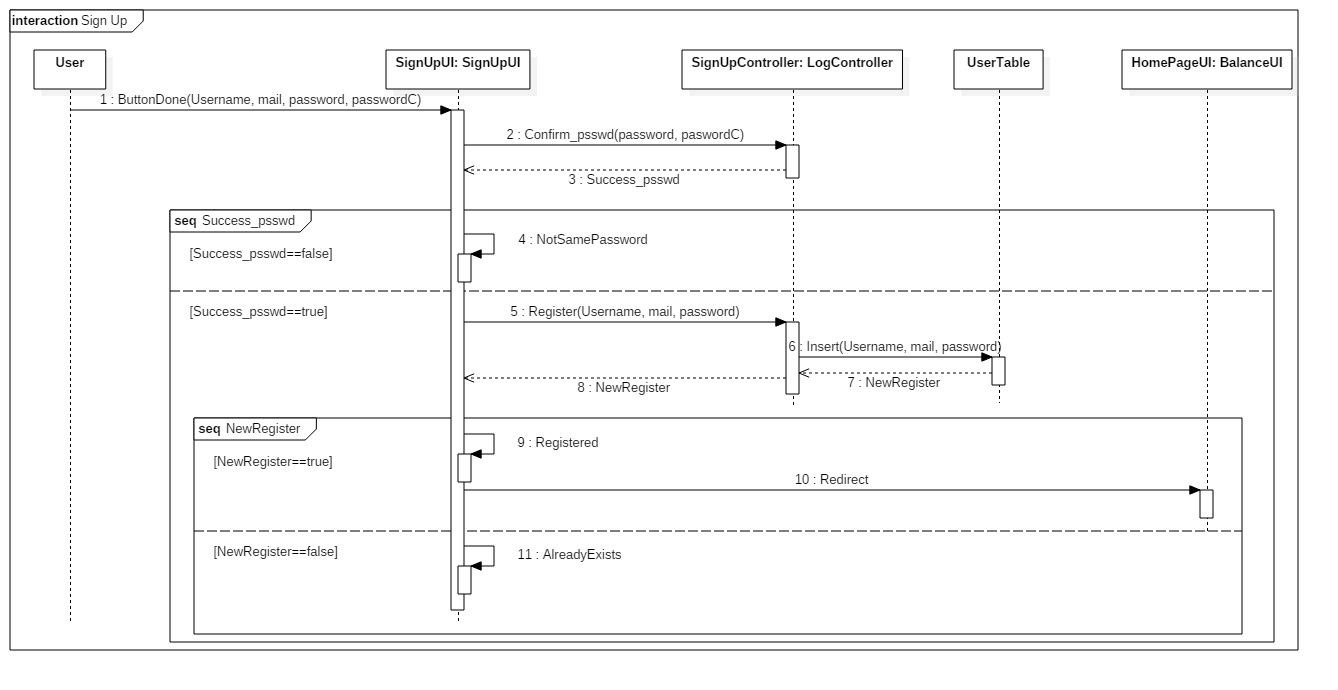 interaction Sign Up
User
SignUpUI: SignUpUI
SignUpController: LogController
UserTable
HomePageUI: BalanceUI
1 : ButtonDone(Username, mail, password, passwordC)
2 : Confirm_psswd(password, paswordC)
3 : Success_psswd
seq Success_psswd
4 : NotSamePassword
[Success_psswd==false]
[Success_psswd==true]
5 : Register(Username, mail, password)
6 : Insert(Username, mail, password)
7 : NewRegister
8 : NewRegister
seq NewRegister
9 : Registered
[NewRegister==true]
10 : Redirect
[NewRegister==false]
11 : AlreadyExists